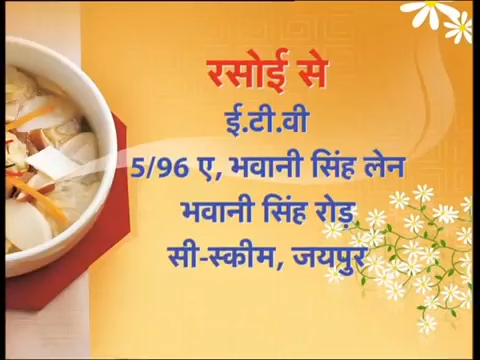 रसोई से
ई.टी.वी
5/96 ए, भवानी सिंह लेन
भवानी सिंह रोड़
सी-स्कीम, जयपुर